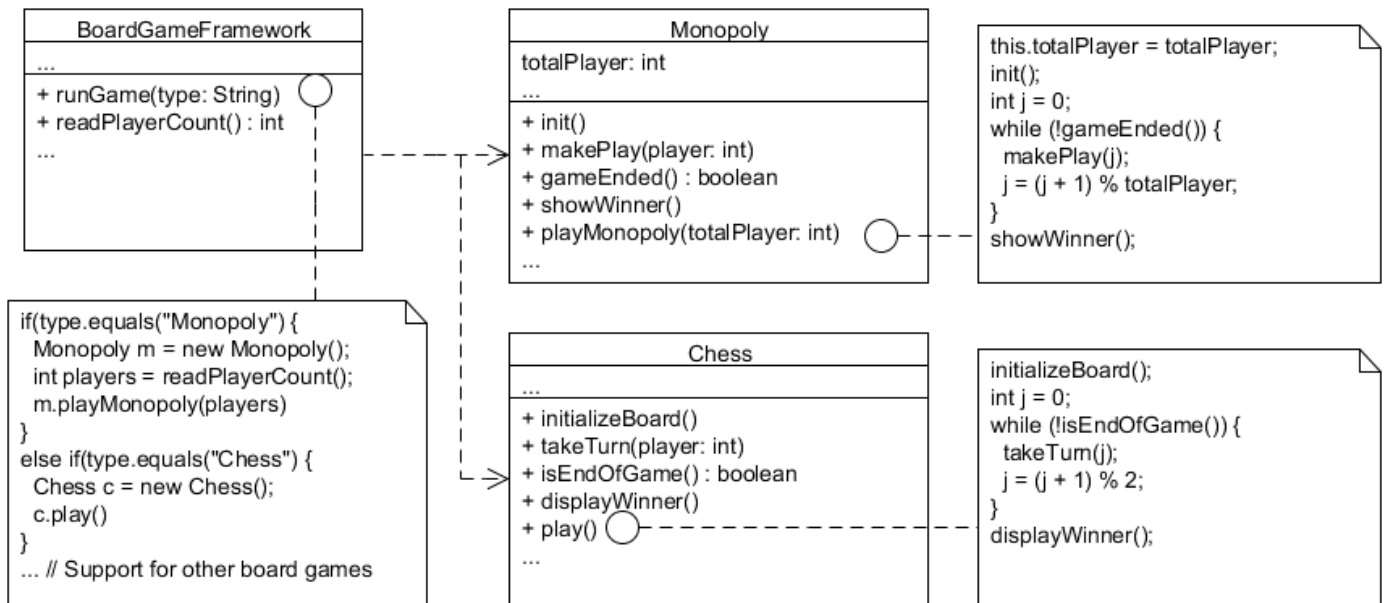 BoardGameFramework
...
+ runGame(type: String)
+ readPlayerCount() : int
...
Monopoly
totalPlayer: int
...
+ init()
+ makePlay(player: int)
+ gameEnded() : boolean
+ showWinner()
+ playMonopoly(totalPlayer: int)
...
this.totalPlayer = totalPlayer;
init();
int j = 0;
while (!gameEnded()) {
makePlay(j);
j = (j + 1) % totalPlayer;
}
showWinner();
if(type.equals("Monopoly") {
Monopoly m = new Monopoly();
int players = readPlayerCount();
m.playMonopoly(players)
}
else if(type.equals("Chess") {
Chess c = new Chess();
c.play()
}
... // Support for other board games
Chess
...
+ initializeBoard()
+ takeTurn(player: int)
+ isEndOfGame() : boolean
+ displayWinner()
+ play()
...
initializeBoard();
int j = 0;
while (!isEndOfGame()) {
takeTurn(j);
j = (j + 1) % 2;
}
displayWinner();